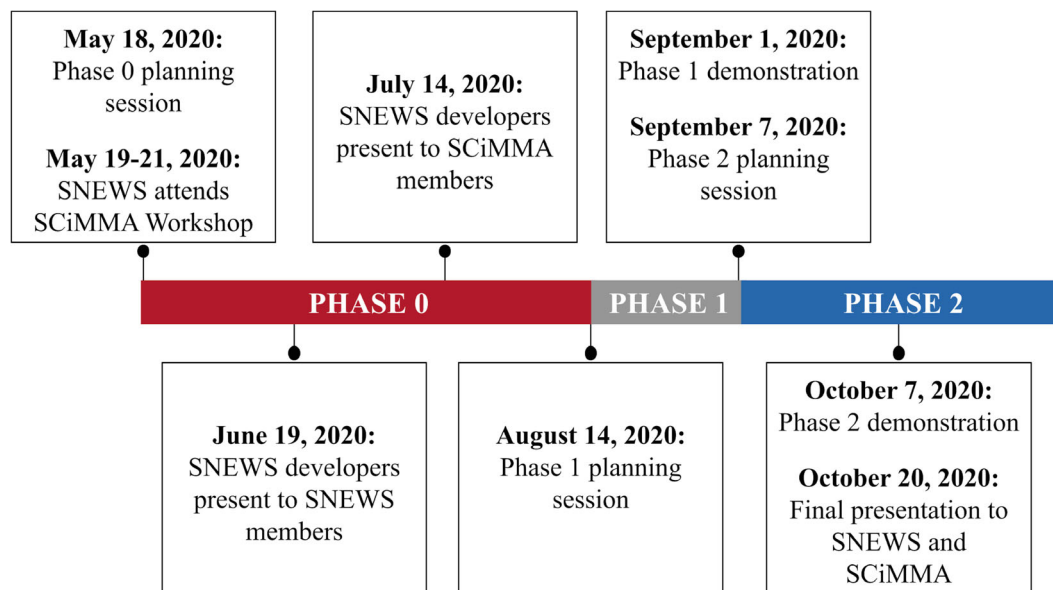 May 18, 2020:
Phase 0 planning
session
May 19-21, 2020:
SNEWS attends
SCiMMA Workshop
July 14, 2020:
SNEWS developers
present to SCiMMA
members
September 1, 2020:
Phase 1 demonstration
September 7, 2020:
Phase 2 planning
session
PHASE 0
PHASE 1
PHASE 2
June 19, 2020:
SNEWS developers
present to SNEWS
members
August 14, 2020:
Phase 1 planning
session
October 7, 2020:
Phase 2 demonstration
October 20, 2020:
Final presentation to
SNEWS and
SCiMMA